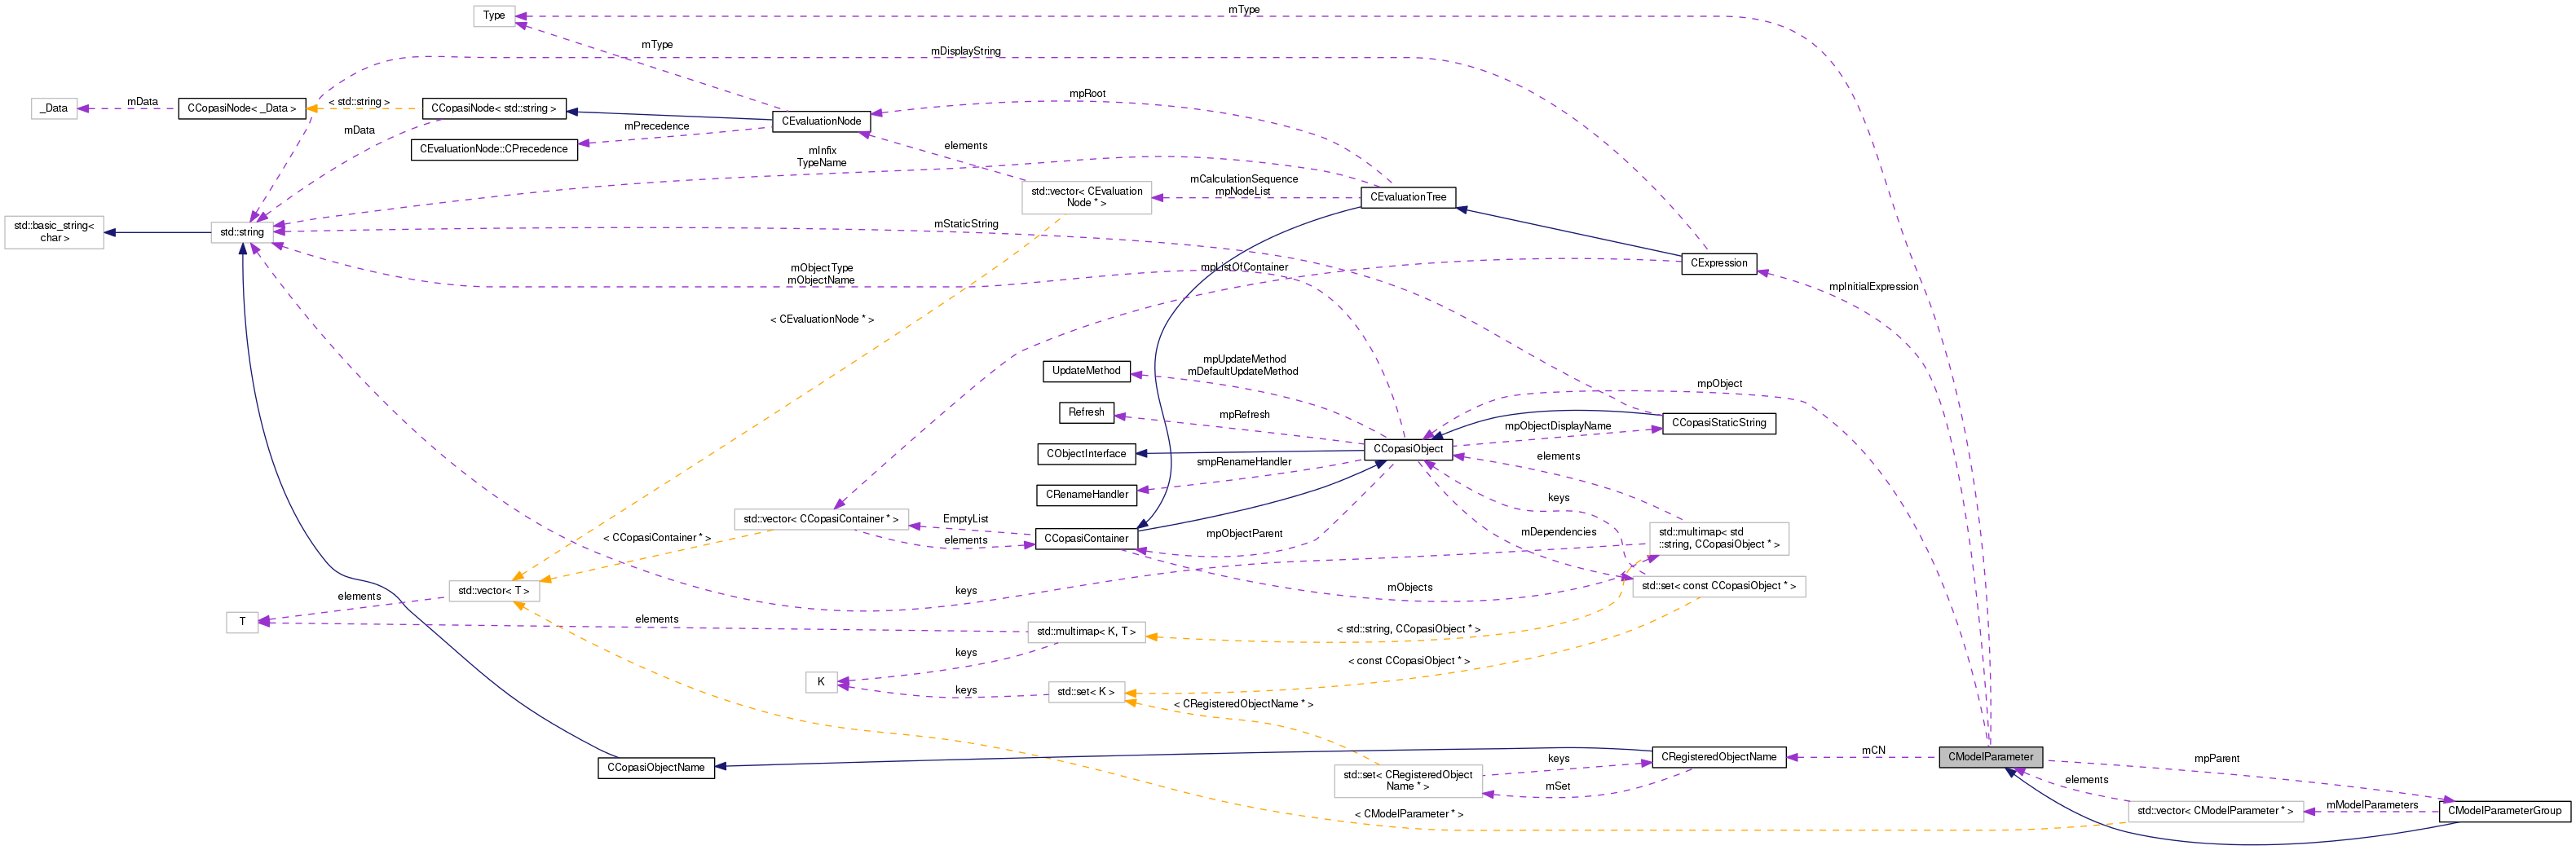 Type
mType
mType
mDisplayString
_Data
mData
CCopasiNode< _Data >
< std::string >
CCopasiNode< std::string >
mpRoot
mData
mPrecedence
CEvaluationNode
CEvaluationNode::CPrecedence
elements
mInfix
TypeName
std::vector< CEvaluation
Node * >
mCalculationSequence
mpNodeList
CEvaluationTree
std::basic_string<
char >
std::string
mStaticString
CExpression
mObjectType
mObjectName
mpListOfContainer
mpInitialExpression
< CEvaluationNode * >
UpdateMethod
mpUpdateMethod
mDefaultUpdateMethod
mpObject
Refresh
mpRefresh
mpObjectDisplayName
CCopasiStaticString
CObjectInterface
CCopasiObject
elements
smpRenameHandler
CRenameHandler
keys
std::vector< CCopasiContainer * >
EmptyList
CCopasiContainer
mpObjectParent
mDependencies
std::multimap< std
::string, CCopasiObject * >
< CCopasiContainer * >
elements
std::vector< T >
elements
keys
mObjects
std::set< const CCopasiObject * >
T
elements
std::multimap< K, T >
< std::string, CCopasiObject * >
keys
< const CCopasiObject * >
K
keys
std::set< K >
< CRegisteredObjectName * >
CCopasiObjectName
std::set< CRegisteredObject
Name * >
keys
mSet
CRegisteredObjectName
mCN
CModelParameter
mpParent
elements
std::vector< CModelParameter * >
mModelParameters
CModelParameterGroup
< CModelParameter * >